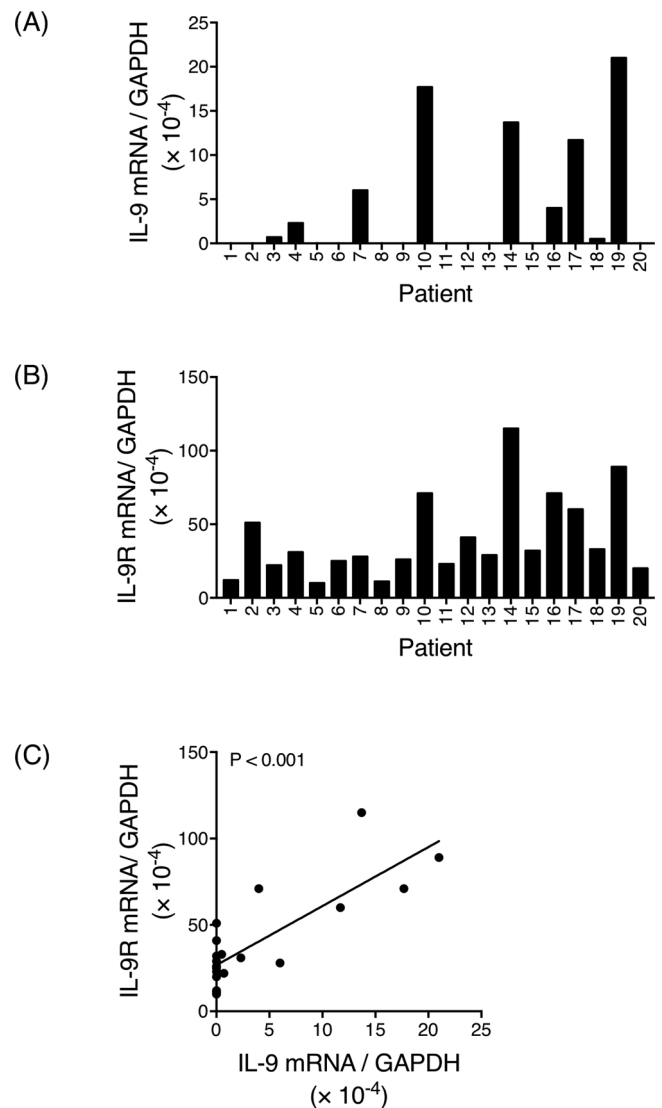 (A)
IL-9 mRNA / GAPDH
(× 10⁻⁴)
25
20
15
10
5
0
1 2 3 4 5 6 7 8 9 10 11 12 13 14 15 16 17 18 19 20
Patient
(B)
IL-9R mRNA/ GAPDH
(× 10⁻⁴)
150
100
50
0
1 2 3 4 5 6 7 8 9 10 11 12 13 14 15 16 17 18 19 20
Patient
(C)
IL-9R mRNA/ GAPDH
(× 10⁻⁴)
150
100
50
0
P < 0.001
0 5 10 15 20 25
IL-9 mRNA / GAPDH
(× 10⁻⁴)